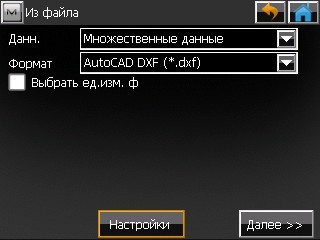 Из файла
Данн. Множественные данные
Формат AutoCAD DXF (*.dxf)
Выбрать ед.изм. ф
Настройки Далее >>